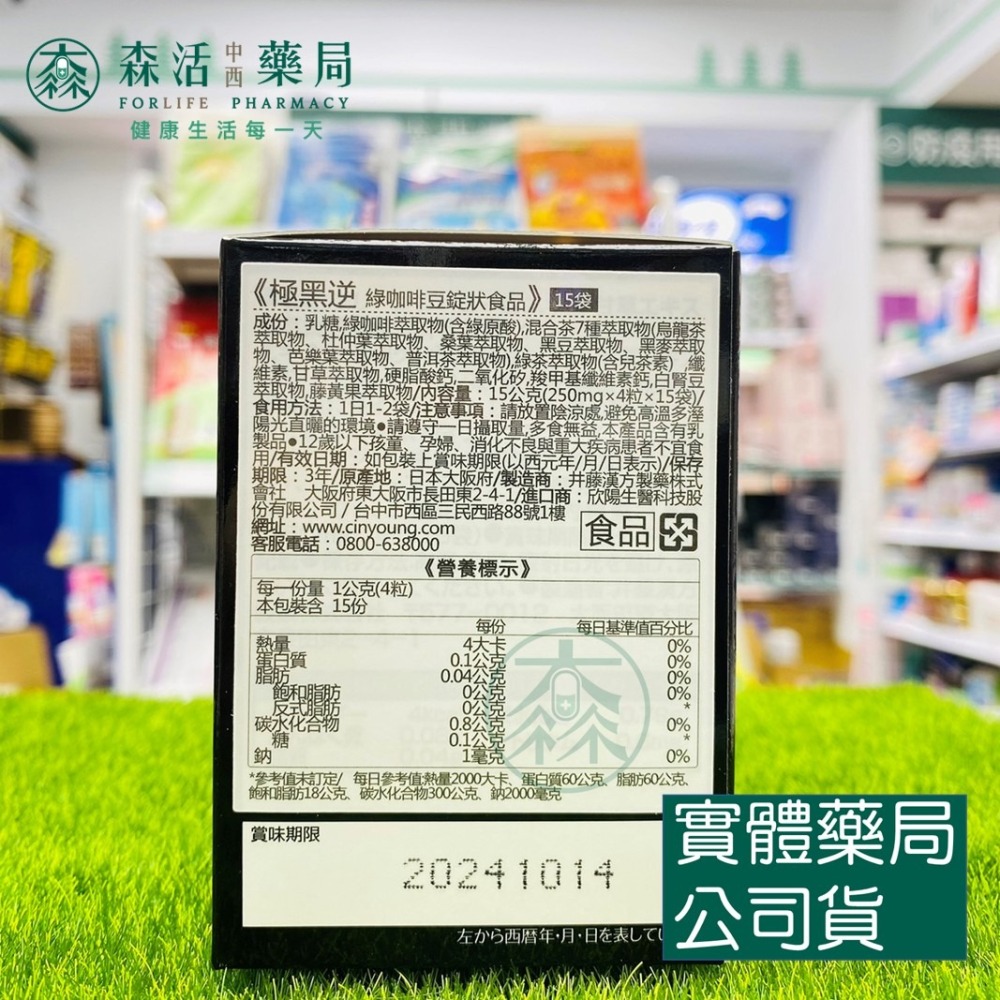 森活中西藥局
FORLIFE PHARMACY
健康生活每一天
《極黑逆 綠咖啡豆錠狀食品》 15袋
成份：乳糖,綠咖啡萃取物(含綠原酸),混合茶7種萃取物(烏龍茶
萃取物、杜仲葉萃取物、桑葉萃取物、黑豆萃取物、黑麥萃取
物、芭樂葉萃取物、普洱茶萃取物),綠茶萃取物(含兒茶素),纖
維素,甘草萃取物,硬脂酸鈣,二氧化矽,羧甲基纖維素鈣,白腎豆
萃取物,藤黃果萃取物/內容量：15公克(250mg×4粒×15袋)/
食用方法：1日1-2袋/注意事項：請放置陰涼處,避免高溫多溼
陽光直曬的環境●請遵守一日攝取量,多食無益,本產品含有乳
製品●12歲以下孩童、孕婦、消化不良與重大疾病患者不宜食
用/有效日期：如包裝上賞味期限(以西元年/月/日表示)/保存
期限：3年/原產地：日本大阪府/製造商：井藤漢方製藥株式
會社 大阪府東大阪市長田東2-4-1/進口商：欣陽生醫科技股
份有限公司 / 台中市西區三民西路88號1樓
網址：www.cinyoung.com
客服電話：0800-638000
食品
《營養標示》
每一份量 1公克(4粒)
本包裝含 15份
每份 每日基準值百分比
熱量 4大卡 0%
蛋白質 0.1公克 0%
脂肪 0.04公克 0%
飽和脂肪 0公克 0%
反式脂肪 0公克 *
碳水化合物 0.8公克 0%
糖 0.1公克 *
鈉 1毫克 0%
*參考值未訂定/ 每日參考值:熱量2000大卡、蛋白質60公克、脂肪60公克、
飽和脂肪18公克、碳水化合物300公克、鈉2000毫克
賞味期限
20241014
左から西暦年・月・日を表してい
實體藥局
公司貨